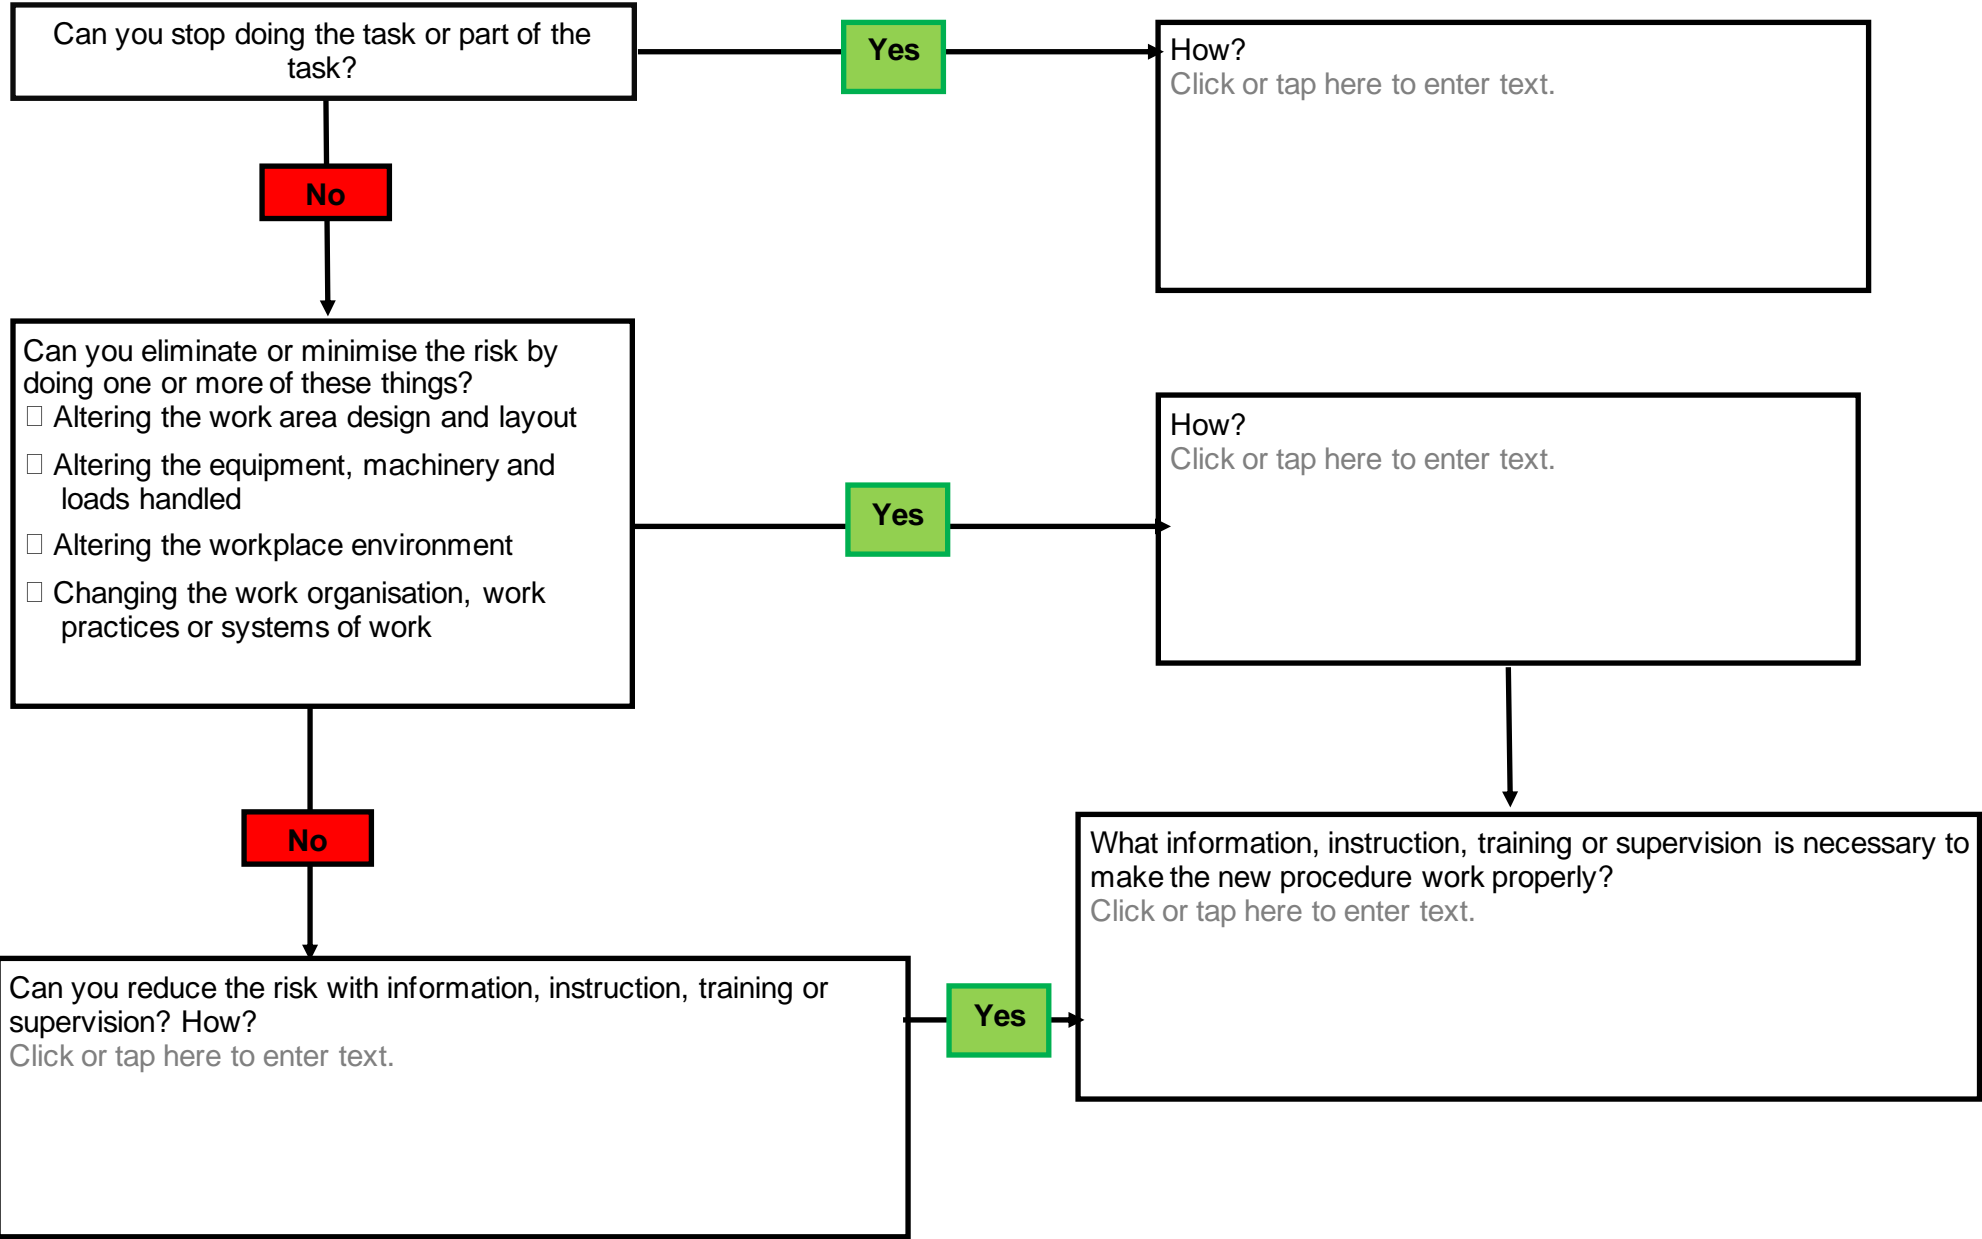 Can you stop doing the task or part of the
task?
Yes
How?
Click or tap here to enter text.
No
Can you eliminate or minimise the risk by
doing one or more of these things?
☐ Altering the work area design and layout
☐ Altering the equipment, machinery and
loads handled
☐ Altering the workplace environment
☐ Changing the work organisation, work
practices or systems of work
Yes
How?
Click or tap here to enter text.
No
What information, instruction, training or supervision is necessary to
make the new procedure work properly?
Click or tap here to enter text.
Can you reduce the risk with information, instruction, training or
supervision? How?
Click or tap here to enter text.
Yes